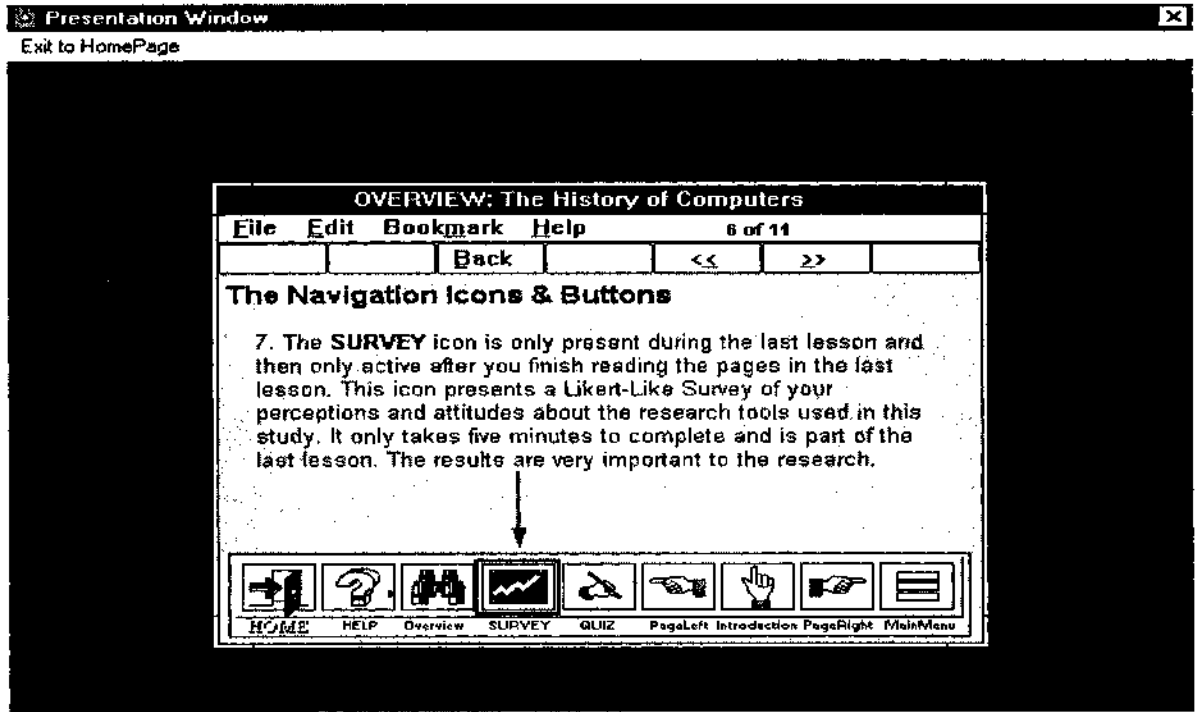 Presentation Window
Exit to HomePage
OVERVIEW: The History of Computers
File Edit Bookmark Help 6 of 11
Back << >>
The Navigation Icons & Buttons
7. The SURVEY icon is only present during the last lesson and
then only active after you finish reading the pages in the last
lesson. This icon presents a Likert-Like Survey of your
perceptions and attitudes about the research tools used in this
study. It only takes five minutes to complete and is part of the
last lesson. The results are very important to the research.
HOME HELP Overview SURVEY QUIZ PageLeft Introduction PageRight MainMenu